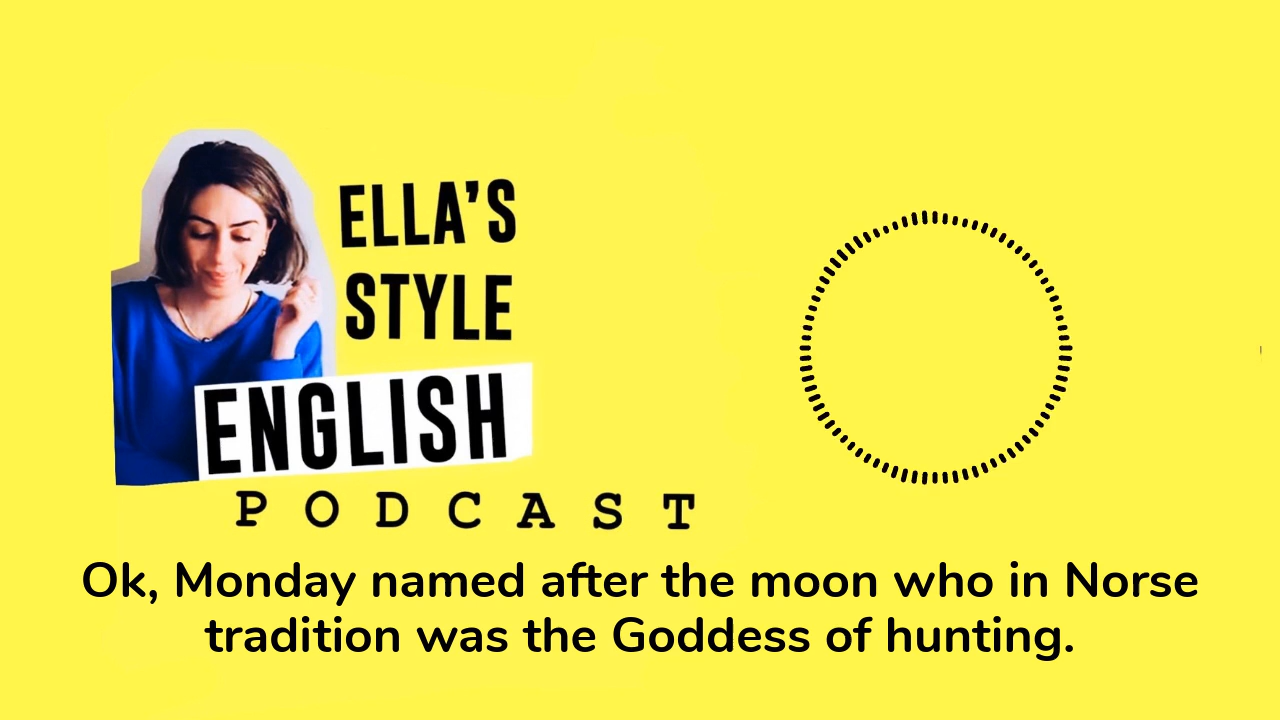 ELLA'S
STYLE
ENGLISH
PODCAST
Ok, Monday named after the moon who in Norse
tradition was the Goddess of hunting.